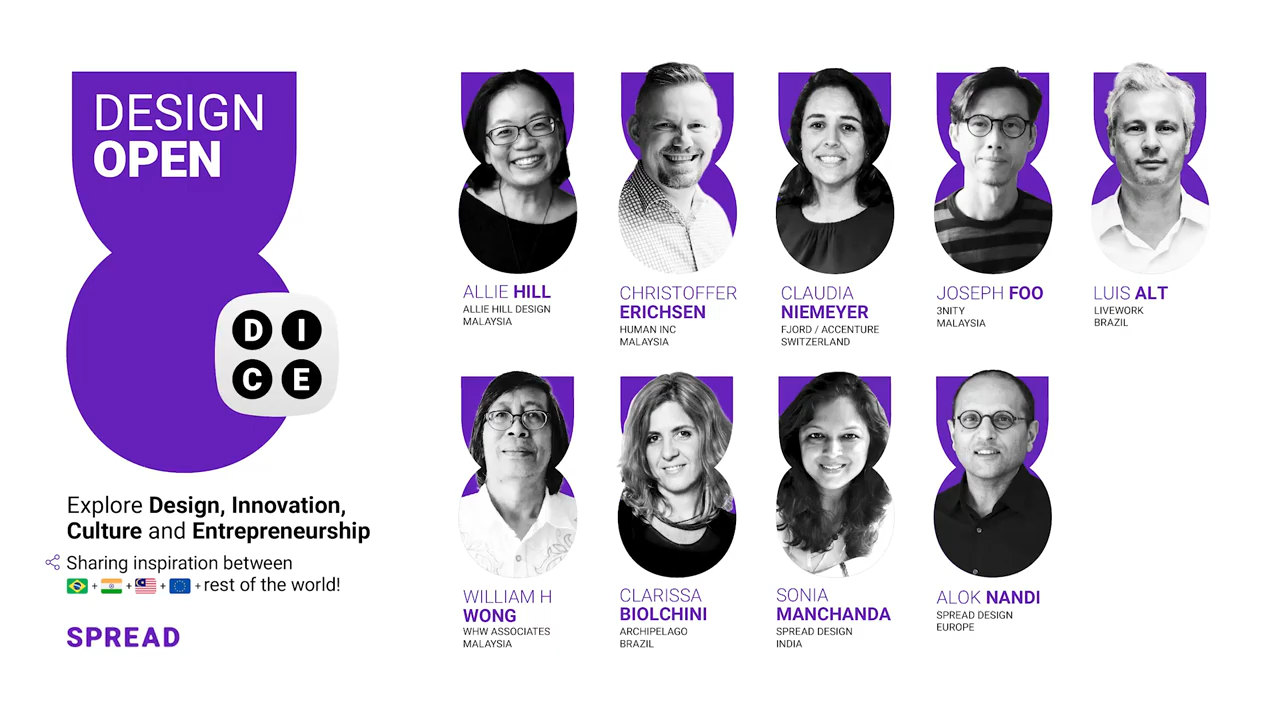 DESIGN
OPEN
D I
C E
Explore Design, Innovation,
Culture and Entrepreneurship
Sharing inspiration between
+ + + + rest of the world!
SPREAD
ALLIE HILL
ALLIE HILL DESIGN
MALAYSIA
CHRISTOFFER
ERICHSEN
HUMAN INC
MALAYSIA
CLAUDIA
NIEMEYER
FJORD / ACCENTURE
SWITZERLAND
JOSEPH FOO
3NITY
MALAYSIA
LUIS ALT
LIVEWORK
BRAZIL
WILLIAM H
WONG
WHW ASSOCIATES
MALAYSIA
CLARISSA
BIOLCHINI
ARCHIPELAGO
BRAZIL
SONIA
MANCHANDA
SPREAD DESIGN
INDIA
ALOK NANDI
SPREAD DESIGN
EUROPE